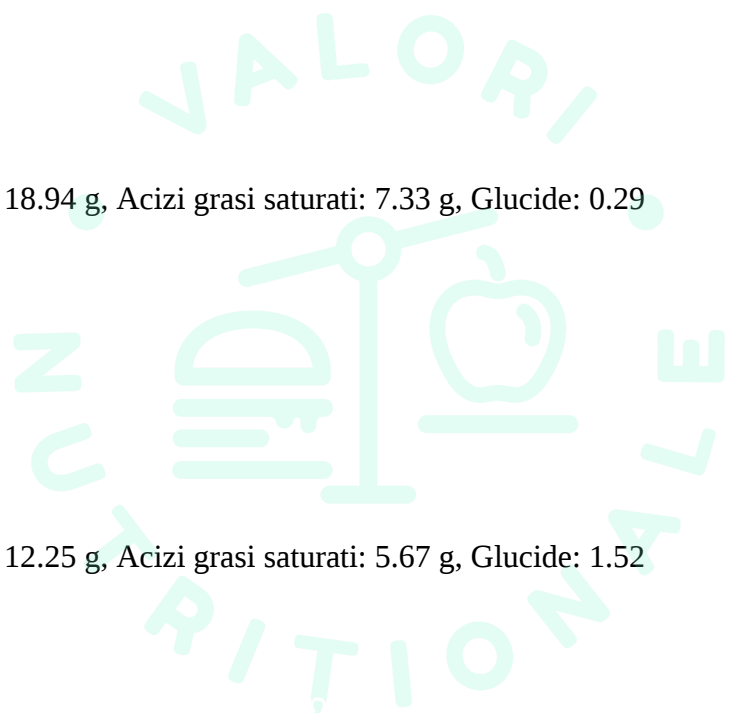 VALORI
18.94 g, Acizi grasi saturati: 7.33 g, Glucide: 0.29
12.25 g, Acizi grasi saturati: 5.67 g, Glucide: 1.52
NUTRIȚIONALE